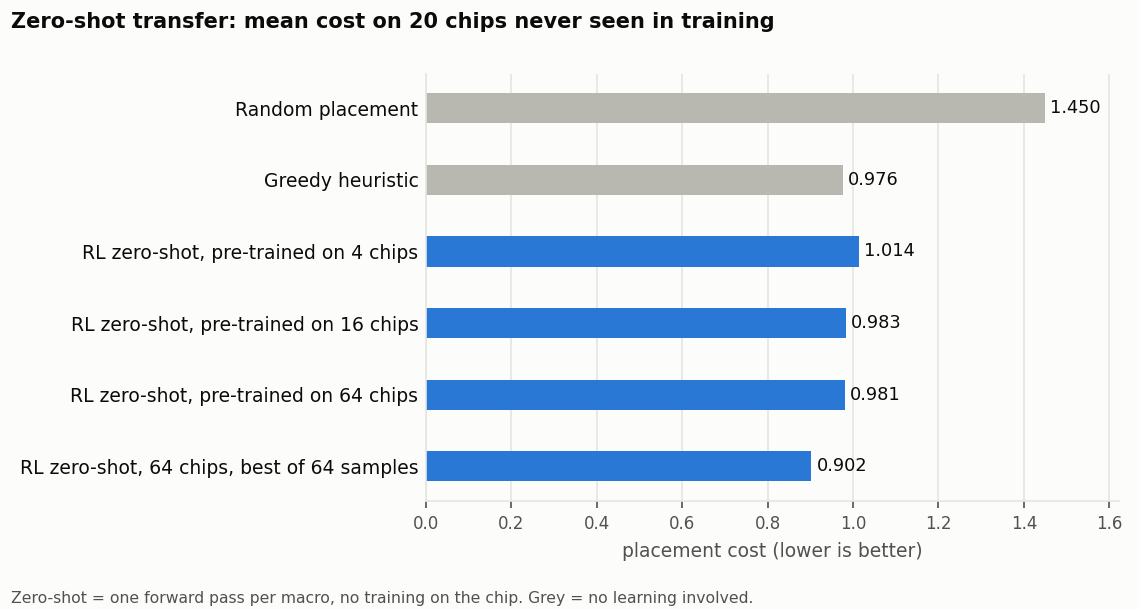 Zero-shot transfer: mean cost on 20 chips never seen in training
Random placement 1.450
Greedy heuristic 0.976
RL zero-shot, pre-trained on 4 chips 1.014
RL zero-shot, pre-trained on 16 chips 0.983
RL zero-shot, pre-trained on 64 chips 0.981
RL zero-shot, 64 chips, best of 64 samples 0.902
0.0 0.2 0.4 0.6 0.8 1.0 1.2 1.4 1.6
placement cost (lower is better)
Zero-shot = one forward pass per macro, no training on the chip. Grey = no learning involved.